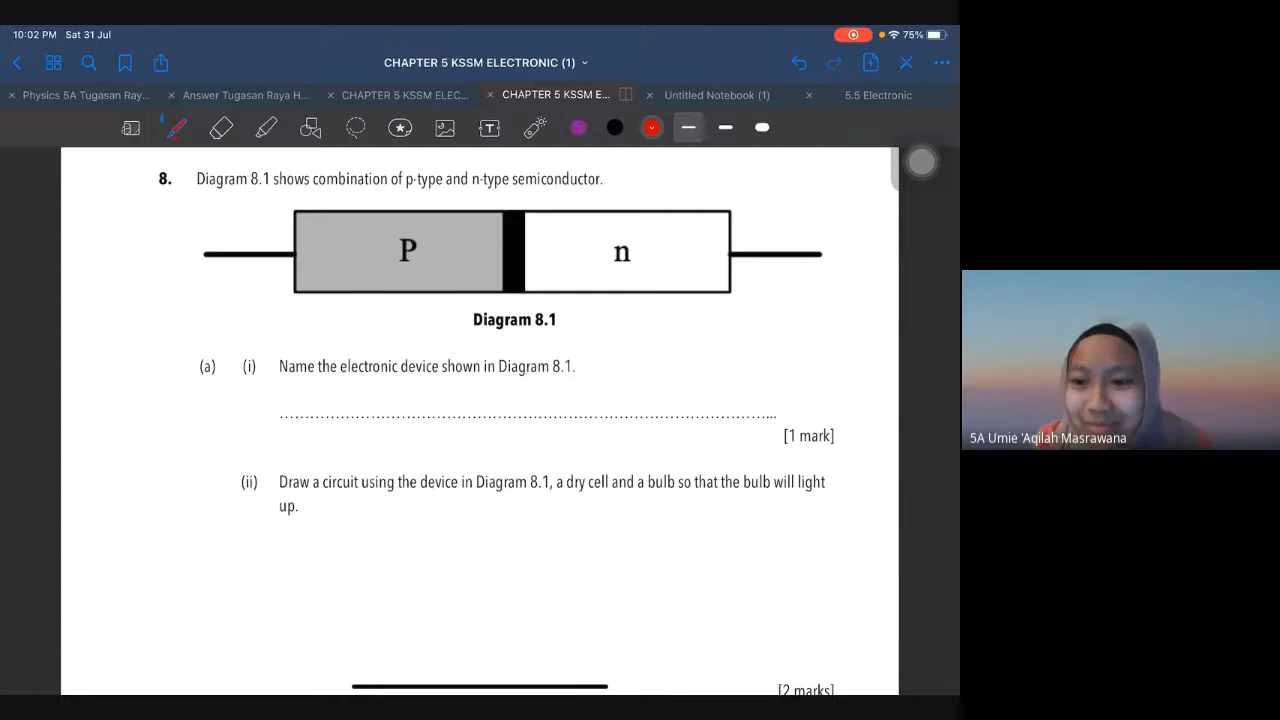 10:02 PM Sat 31 Jul
75%
CHAPTER 5 KSSM ELECTRONIC (1)
Physics 5A Tugasan Ray...
Answer Tugasan Raya H...
CHAPTER 5 KSSM ELEC...
CHAPTER 5 KSSM E...
Untitled Notebook (1)
5.5 Electronic
8. Diagram 8.1 shows combination of p-type and n-type semiconductor.
P
n
Diagram 8.1
(a) (i) Name the electronic device shown in Diagram 8.1.
[1 mark]
(ii) Draw a circuit using the device in Diagram 8.1, a dry cell and a bulb so that the bulb will light
up.
[2 marks]
5A Umie 'Aqilah Masrawana